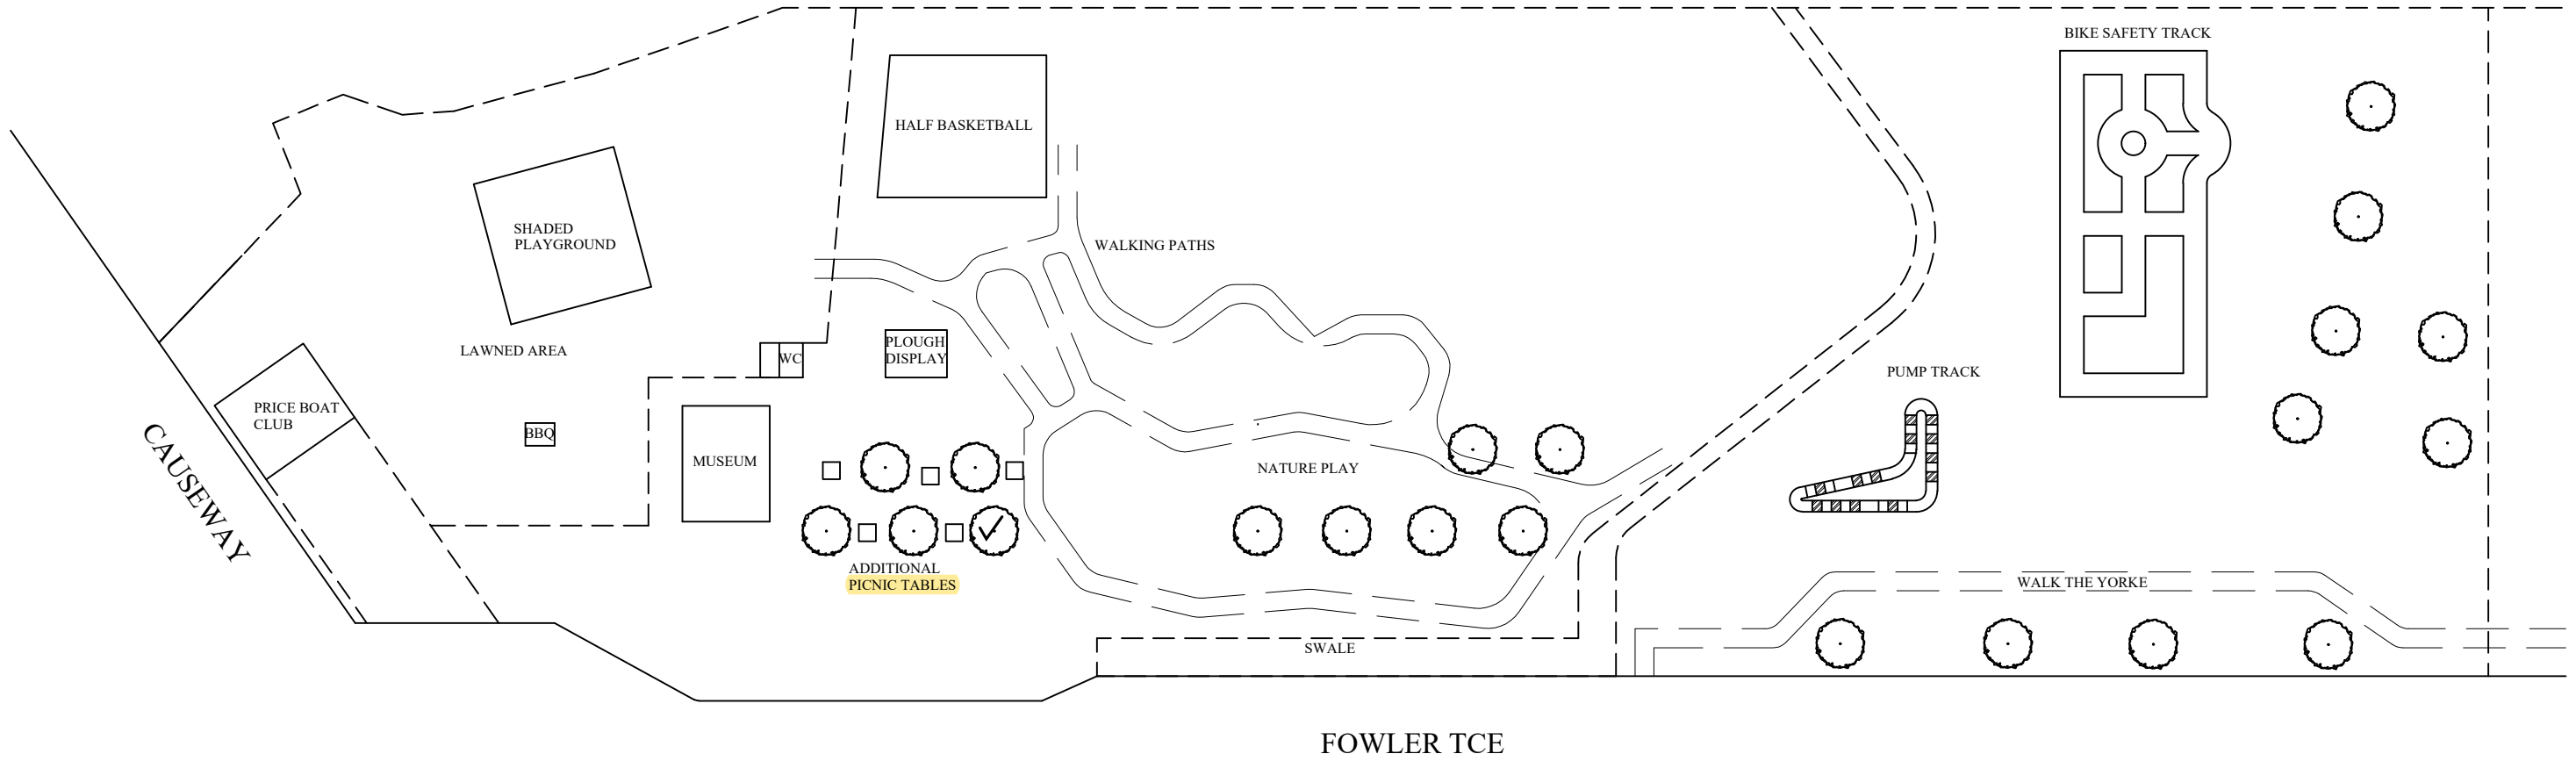 BIKE SAFETY TRACK
HALF BASKETBALL
SHADED
PLAYGROUND
WALKING PATHS
PLOUGH
DISPLAY
WC
LAWNED AREA
PUMP TRACK
PRICE BOAT
CLUB
BBQ
MUSEUM
NATURE PLAY
CAUSEWAY
ADDITIONAL
PICNIC TABLES
WALK THE YORKE
SWALE
FOWLER TCE